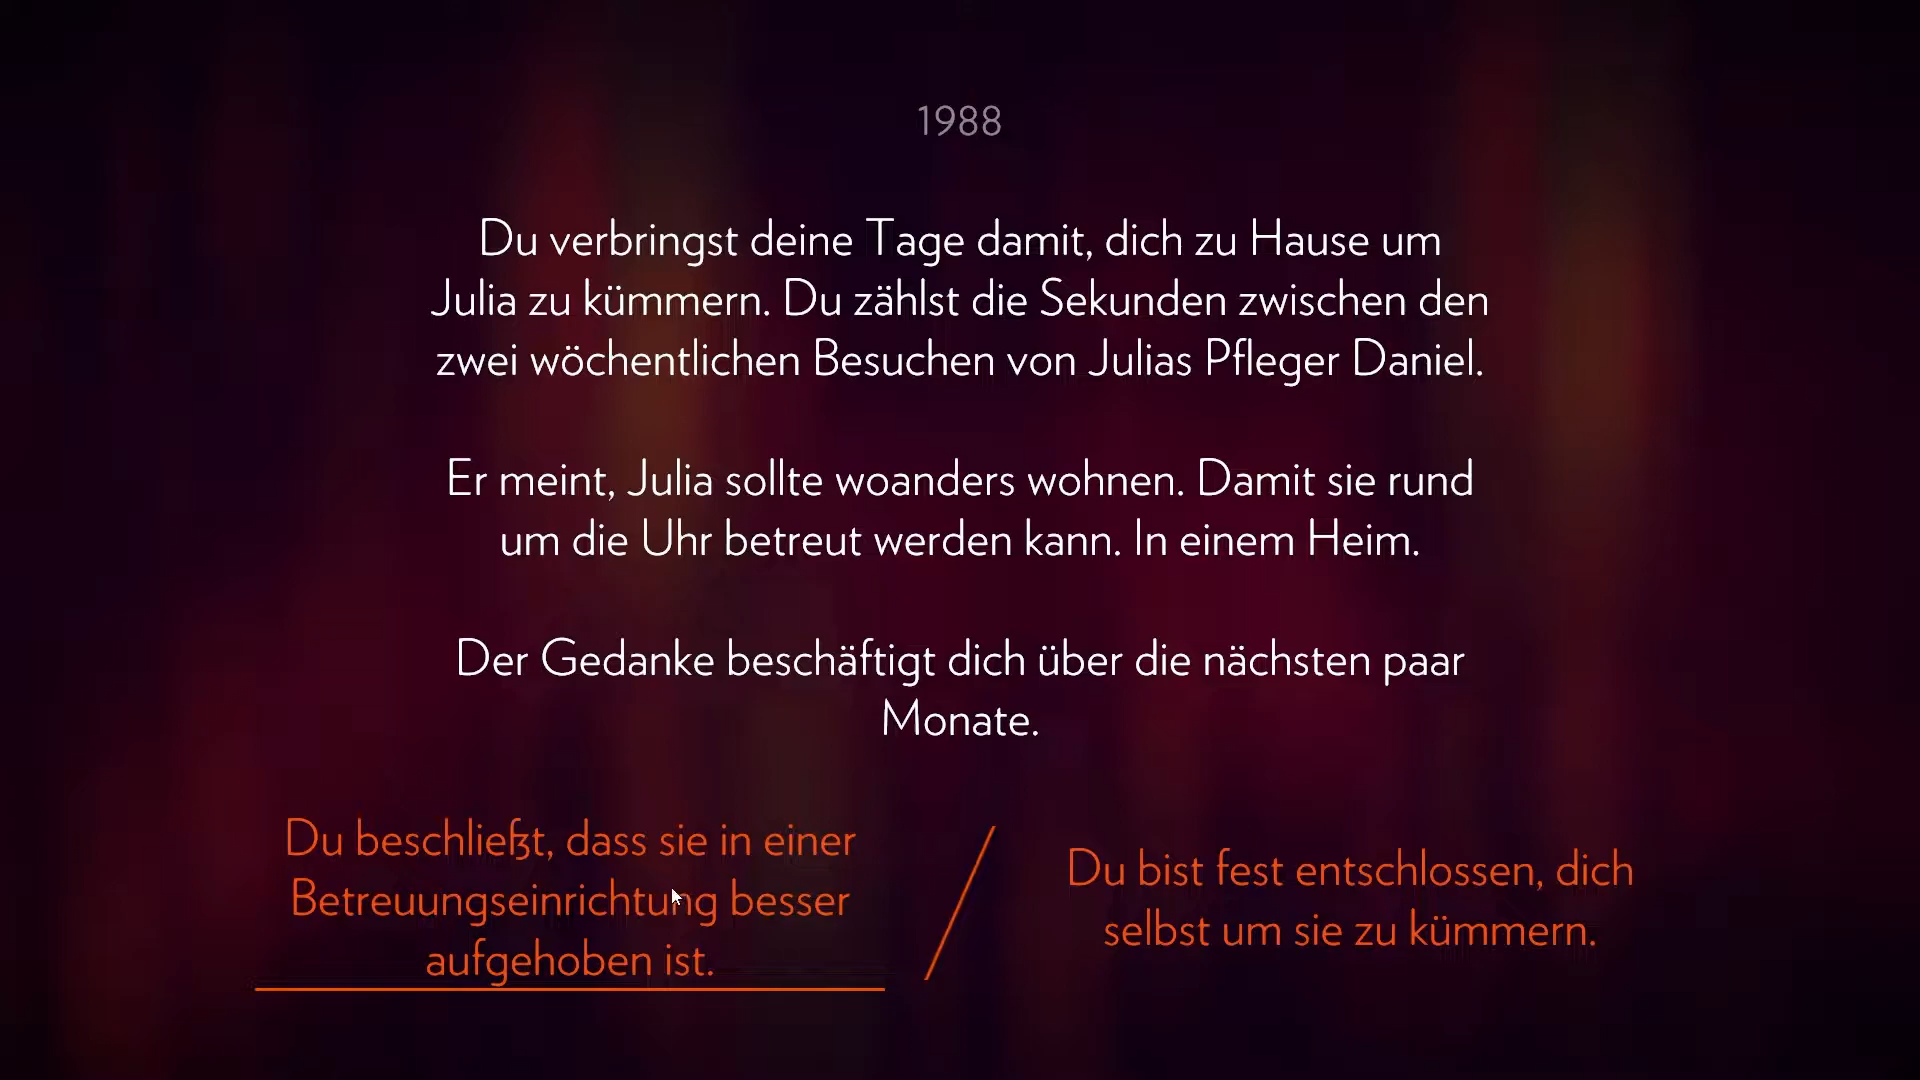 1988
Du verbringst deine Tage damit, dich zu Hause um
Julia zu kümmern. Du zählst die Sekunden zwischen den
zwei wöchentlichen Besuchen von Julias Pfleger Daniel.
Er meint, Julia sollte woanders wohnen. Damit sie rund
um die Uhr betreut werden kann. In einem Heim.
Der Gedanke beschäftigt dich über die nächsten paar
Monate.
Du beschließt, dass sie in einer
Betreuungseinrichtung besser
aufgehoben ist.
Du bist fest entschlossen, dich
selbst um sie zu kümmern.